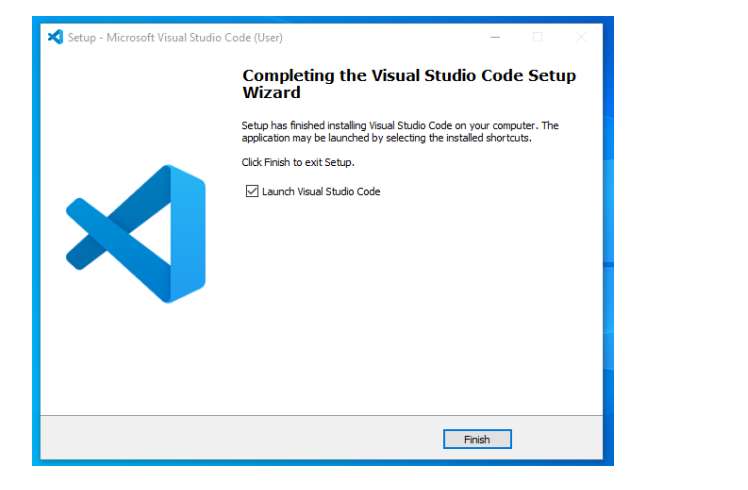 Setup - Microsoft Visual Studio Code (User)
Completing the Visual Studio Code Setup
Wizard
Setup has finished installing Visual Studio Code on your computer. The
application may be launched by selecting the installed shortcuts.
Click Finish to exit Setup.
Launch Visual Studio Code
Finish